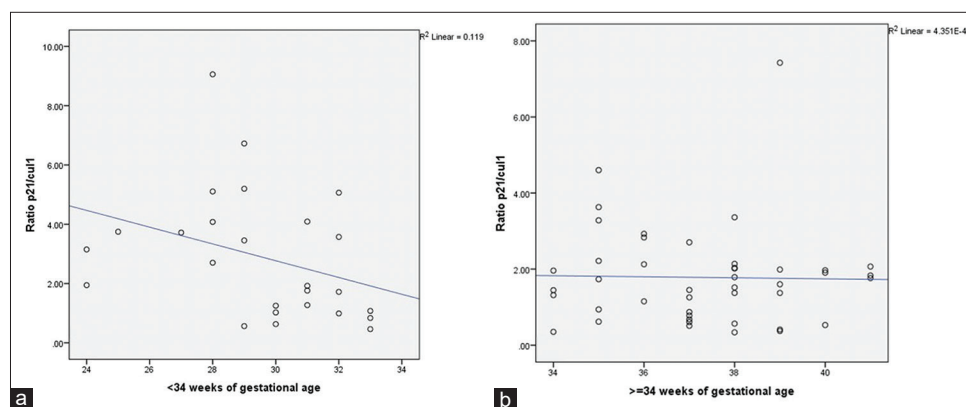 R² Linear = 0.119
10.00
8.00
6.00
4.00
2.00
.00
Ratio p21/cul1
24 26 28 30 32 34
<34 weeks of gestational age
a
R² Linear = 4.351E-4
8.00
6.00
4.00
2.00
.00
Ratio p21/cul1
34 36 38 40
>=34 weeks of gestational age
b